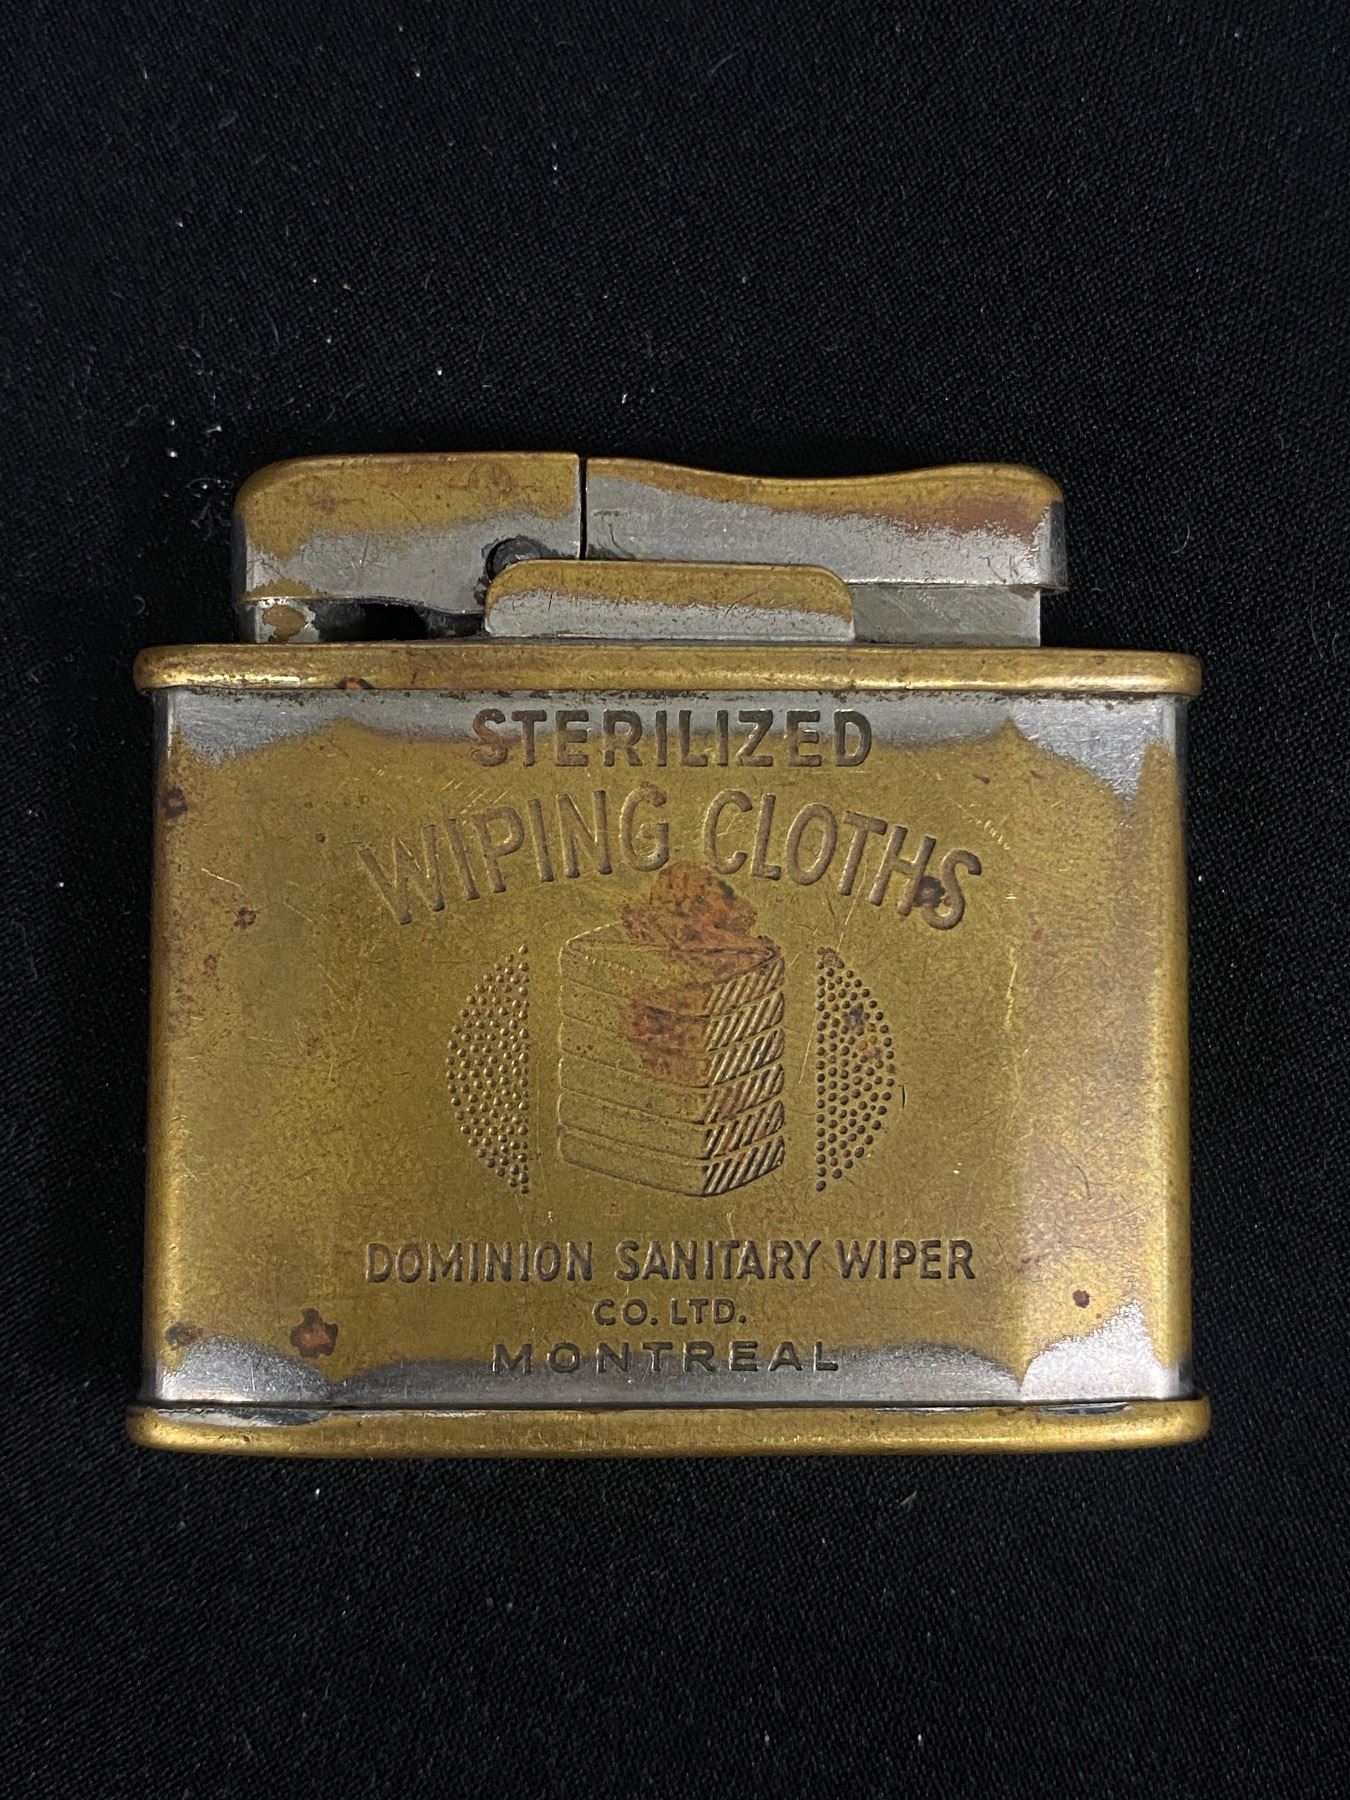 STERILIZED
WIPING CLOTHS
DOMINION SANITARY WIPER
CO. LTD.
MONTREAL